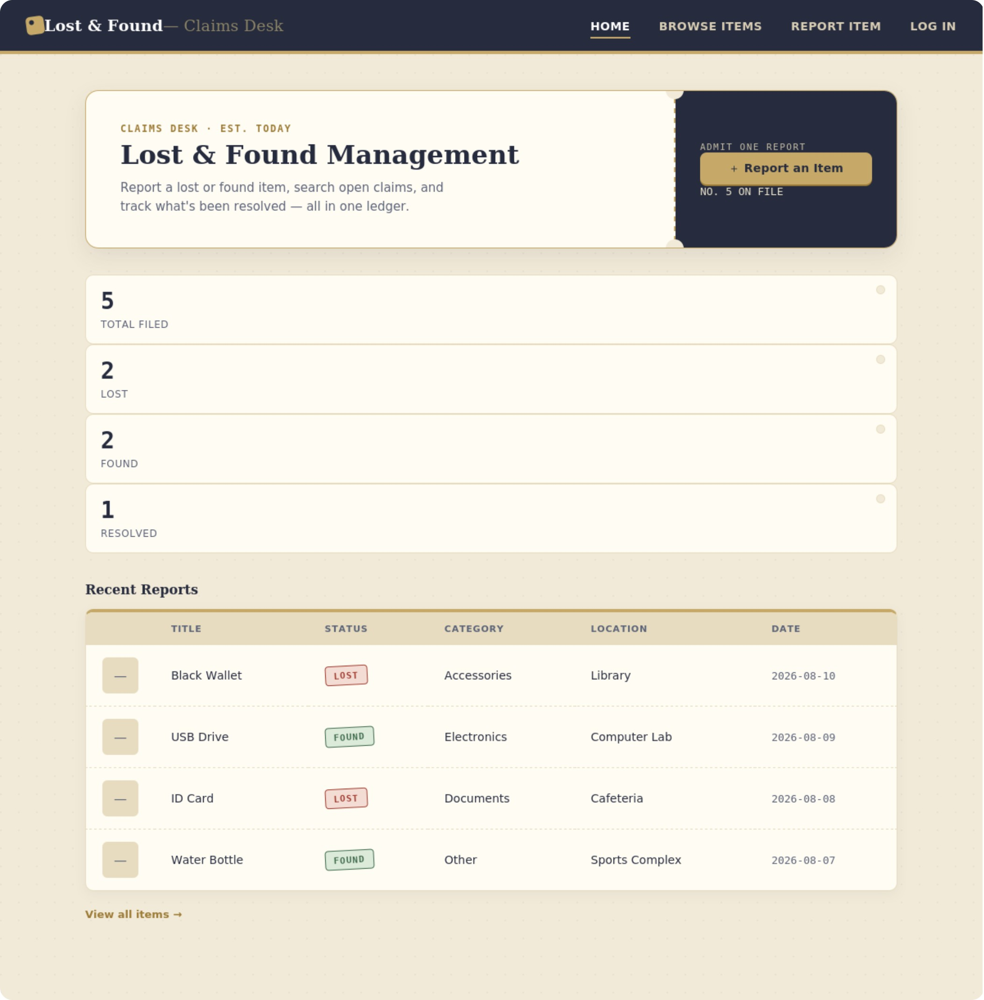 Lost & Found— Claims Desk
HOME BROWSE ITEMS REPORT ITEM LOG IN
CLAIMS DESK · EST. TODAY
Lost & Found Management
Report a lost or found item, search open claims, and
track what's been resolved — all in one ledger.
ADMIT ONE REPORT
+ Report an Item
NO. 5 ON FILE
5
TOTAL FILED
2
LOST
2
FOUND
1
RESOLVED
Recent Reports
TITLE STATUS CATEGORY LOCATION DATE
— Black Wallet LOST Accessories Library 2026-08-10
— USB Drive FOUND Electronics Computer Lab 2026-08-09
— ID Card LOST Documents Cafeteria 2026-08-08
— Water Bottle FOUND Other Sports Complex 2026-08-07
View all items →